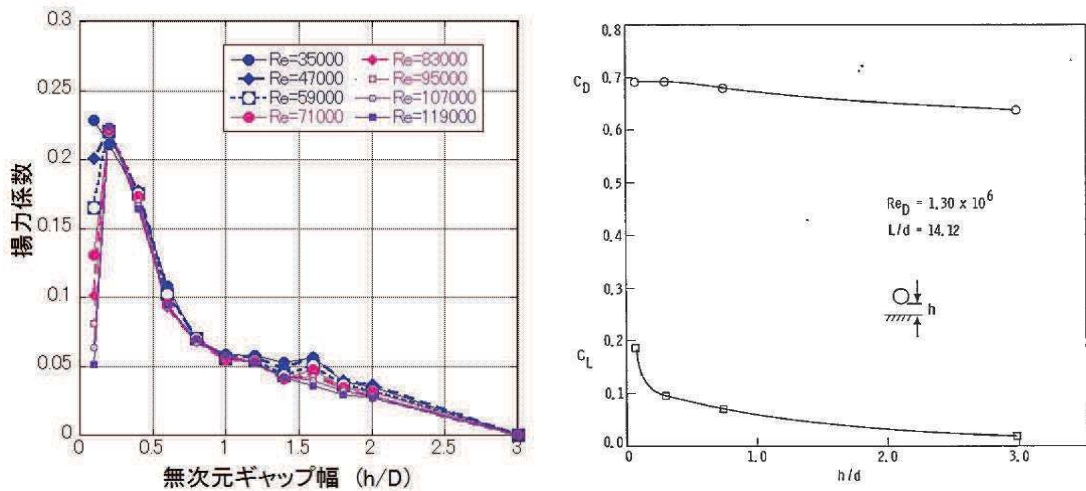 0.3
0.25
0.2
0.15
0.1
0.05
0
揚力係数
Re=35000
Re=47000
Re=59000
Re=71000
Re=83000
Re=95000
Re=107000
Re=119000
0 0.5 1 1.5 2 2.5 3
無次元ギャップ幅 (h/D)
0.8
C_D 0.7
0.6
0.5
0.4
0.3
0.2
C_L
0.1
0.0
Re_D = 1.30 x 10^6
L/d = 14.12
h
0 1.0 2.0 3.0
h/d